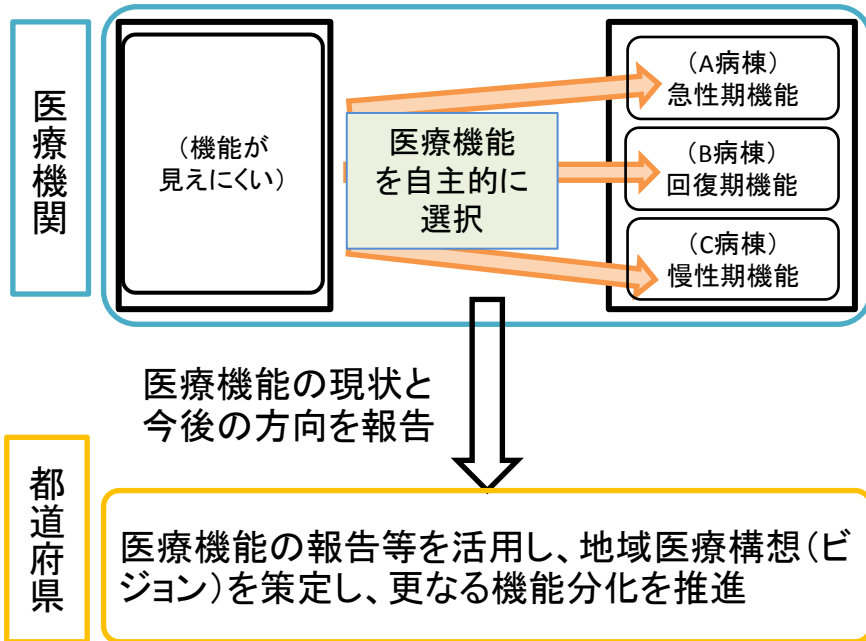 医療機関
(機能が
見えにくい)
医療機能
を自主的に
選択
(A病棟)
急性期機能
(B病棟)
回復期機能
(C病棟)
慢性期機能
医療機能の現状と
今後の方向を報告
都道府県
医療機能の報告等を活用し、地域医療構想(ビ
ジョン)を策定し、更なる機能分化を推進